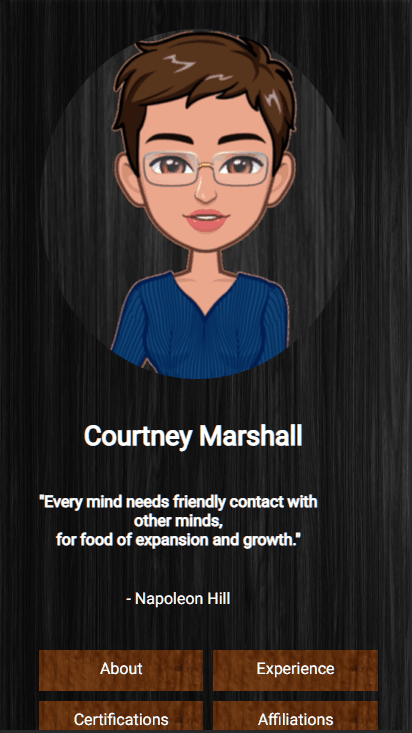 Courtney Marshall
"Every mind needs friendly contact with
other minds,
for food of expansion and growth."
- Napoleon Hill
About
Experience
Certifications
Affiliations